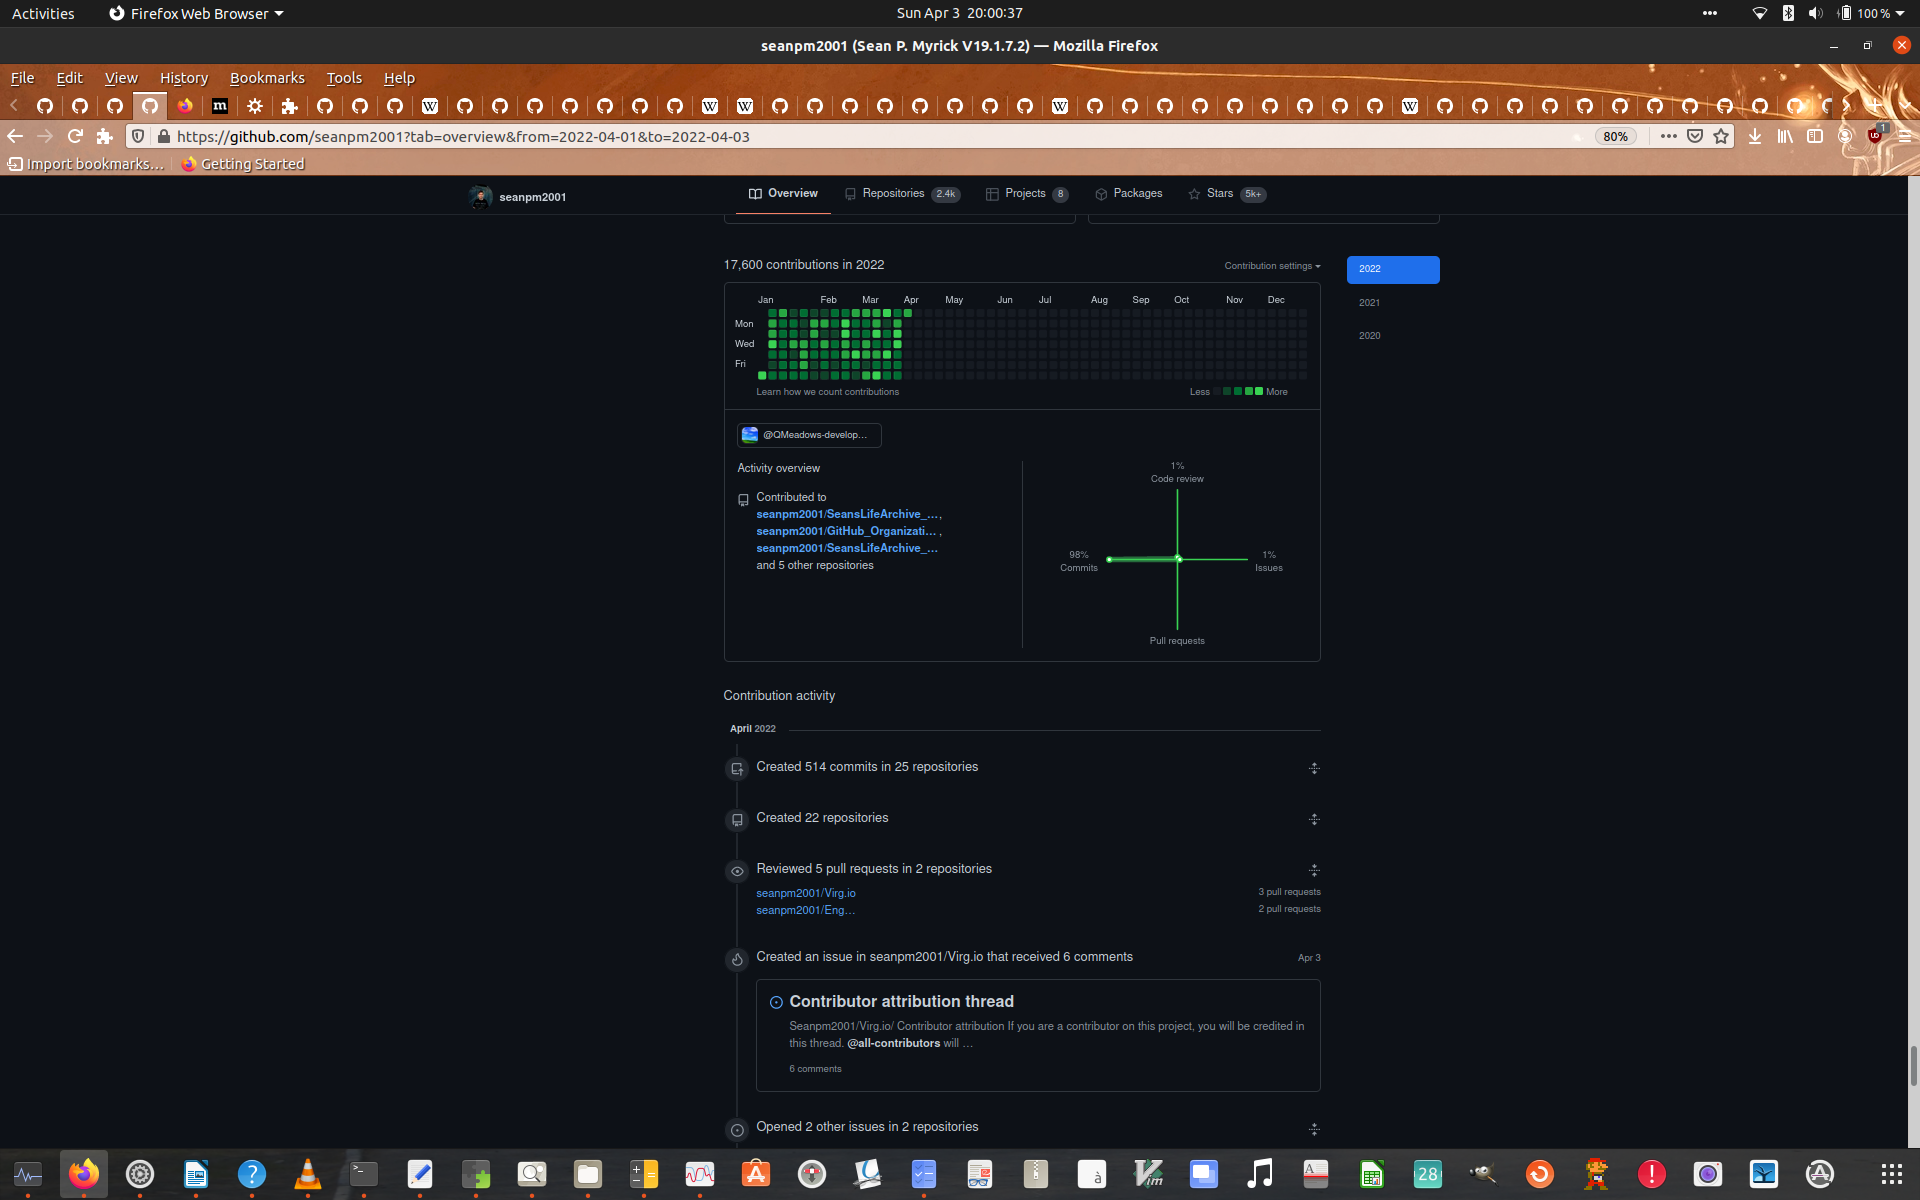 Activities
Firefox Web Browser
Sun Apr 3 20:00:37
100 %
seanpm2001 (Sean P. Myrick V19.1.7.2) — Mozilla Firefox
File Edit View History Bookmarks Tools Help
https://github.com/seanpm2001?tab=overview&from=2022-04-01&to=2022-04-03
80%
1
Import bookmarks...
Getting Started
seanpm2001
Overview
Repositories 2.4k
Projects 8
Packages
Stars 5k+
17,600 contributions in 2022
Contribution settings
2022
2021
2020
Jan Feb Mar Apr May Jun Jul Aug Sep Oct Nov Dec
Mon
Wed
Fri
Learn how we count contributions
Less More
@QMeadows-develop…
Activity overview
Contributed to
seanpm2001/SeansLifeArchive_…,
seanpm2001/GitHub_Organizati… ,
seanpm2001/SeansLifeArchive_…
and 5 other repositories
1%
Code review
98%
Commits
1%
Issues
Pull requests
Contribution activity
April 2022
Created 514 commits in 25 repositories
Created 22 repositories
Reviewed 5 pull requests in 2 repositories
seanpm2001/Virg.io
3 pull requests
seanpm2001/Eng…
2 pull requests
Created an issue in seanpm2001/Virg.io that received 6 comments
Apr 3
Contributor attribution thread
Seanpm2001/Virg.io/ Contributor attribution If you are a contributor on this project, you will be credited in
this thread. @all-contributors will …
6 comments
Opened 2 other issues in 2 repositories
28